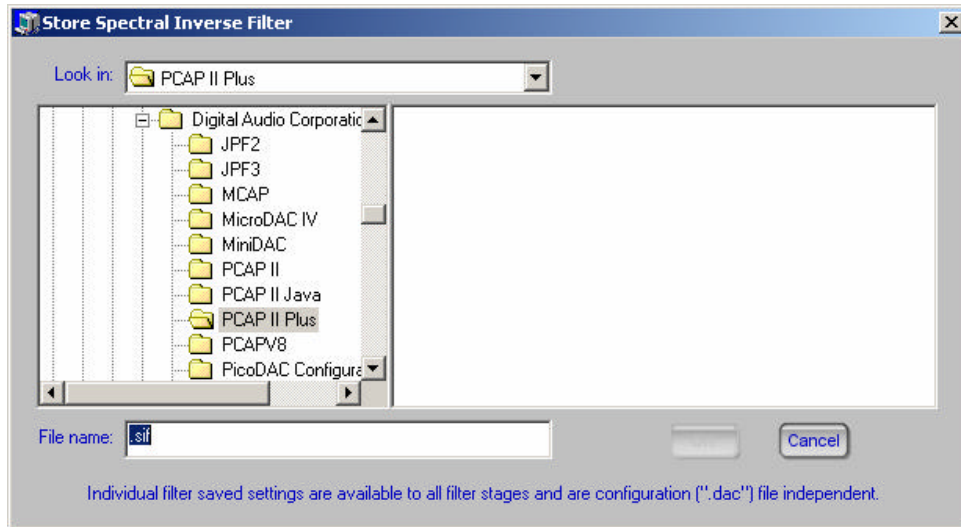 Store Spectral Inverse Filter
Look in: PCAP II Plus
Digital Audio Corporatic
JPF2
JPF3
MCAP
MicroDAC IV
MiniDAC
PCAP II
PCAP II Java
PCAP II Plus
PCAPV8
PicoDAC Configura
File name: .sif
Cancel
Individual filter saved settings are available to all filter stages and are configuration (".dac") file independent.